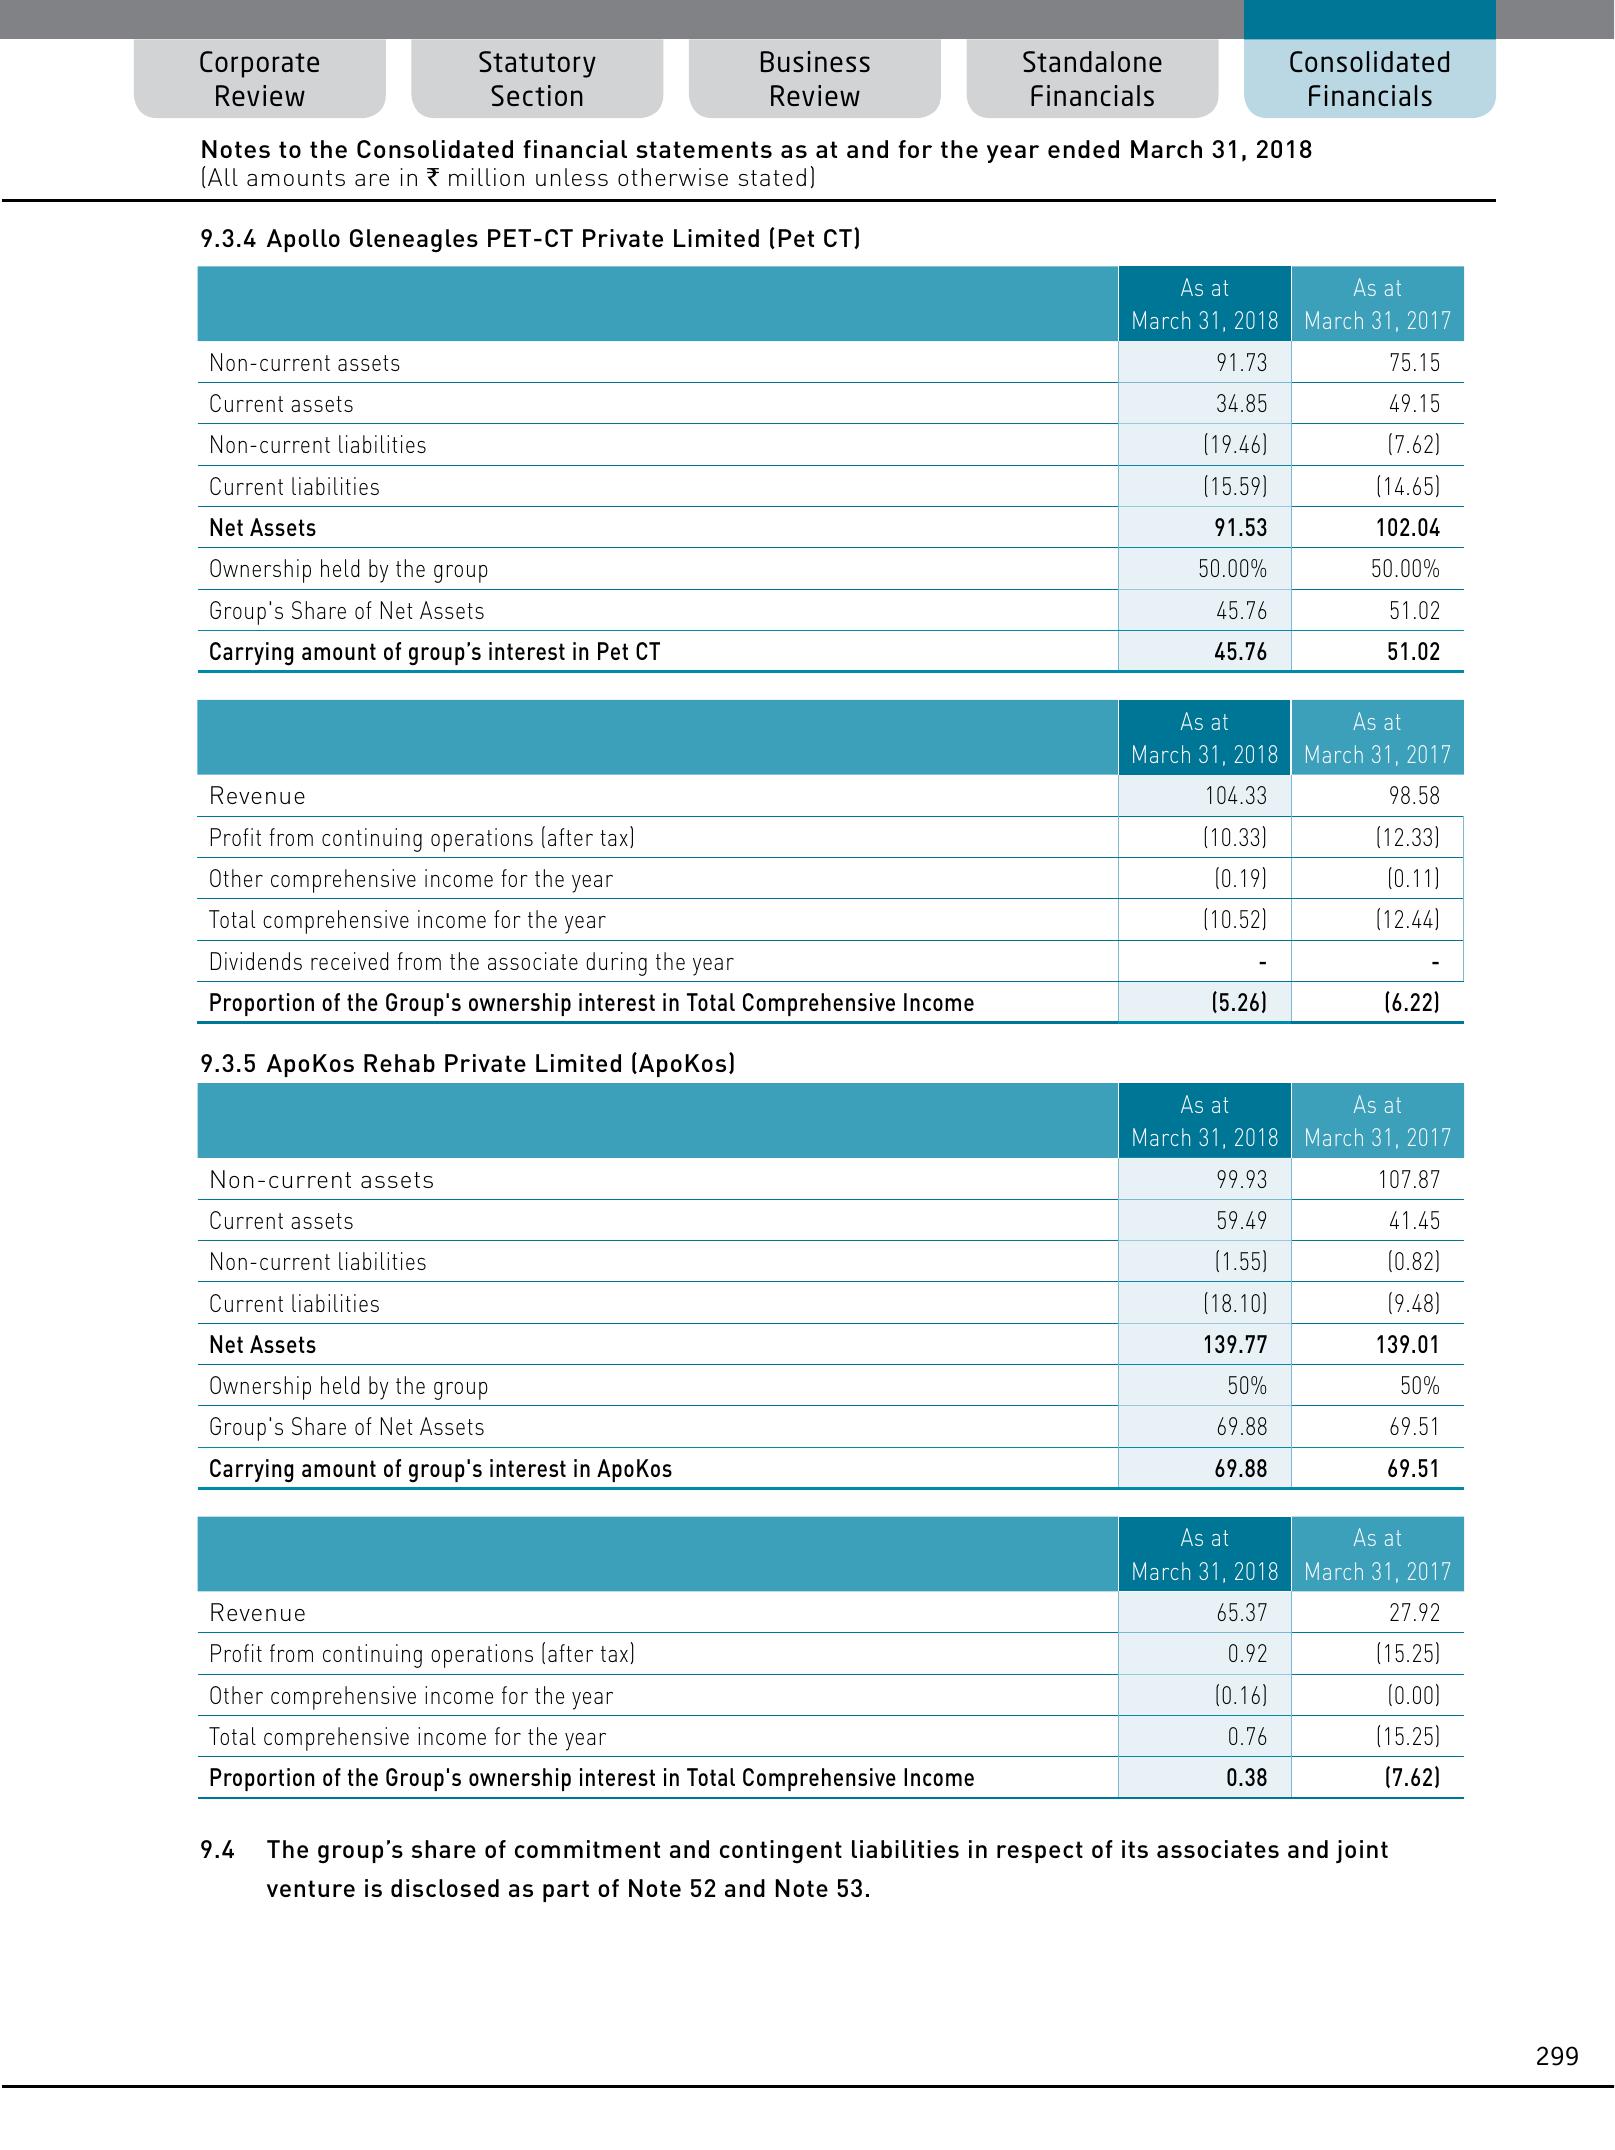 Corporate Review
Statutory Section
Business Review
Standalone Financials
Consolidated Financials
Notes to the Consolidated financial statements as at and for the year ended March 31, 2018
(All amounts are in ₹ million unless otherwise stated)
9.3.4 Apollo Gleneagles PET-CT Private Limited (Pet CT)
As at March 31, 2018 As at March 31, 2017
Non-current assets 91.73 75.15
Current assets 34.85 49.15
Non-current liabilities (19.46) (7.62)
Current liabilities (15.59) (14.65)
Net Assets 91.53 102.04
Ownership held by the group 50.00% 50.00%
Group's Share of Net Assets 45.76 51.02
Carrying amount of group’s interest in Pet CT 45.76 51.02
As at March 31, 2018 As at March 31, 2017
Revenue 104.33 98.58
Profit from continuing operations (after tax) (10.33) (12.33)
Other comprehensive income for the year (0.19) (0.11)
Total comprehensive income for the year (10.52) (12.44)
Dividends received from the associate during the year - -
Proportion of the Group's ownership interest in Total Comprehensive Income (5.26) (6.22)
9.3.5 ApoKos Rehab Private Limited (ApoKos)
As at March 31, 2018 As at March 31, 2017
Non-current assets 99.93 107.87
Current assets 59.49 41.45
Non-current liabilities (1.55) (0.82)
Current liabilities (18.10) (9.48)
Net Assets 139.77 139.01
Ownership held by the group 50% 50%
Group's Share of Net Assets 69.88 69.51
Carrying amount of group's interest in ApoKos 69.88 69.51
As at March 31, 2018 As at March 31, 2017
Revenue 65.37 27.92
Profit from continuing operations (after tax) 0.92 (15.25)
Other comprehensive income for the year (0.16) (0.00)
Total comprehensive income for the year 0.76 (15.25)
Proportion of the Group's ownership interest in Total Comprehensive Income 0.38 (7.62)
9.4 The group’s share of commitment and contingent liabilities in respect of its associates and joint
venture is disclosed as part of Note 52 and Note 53.
299